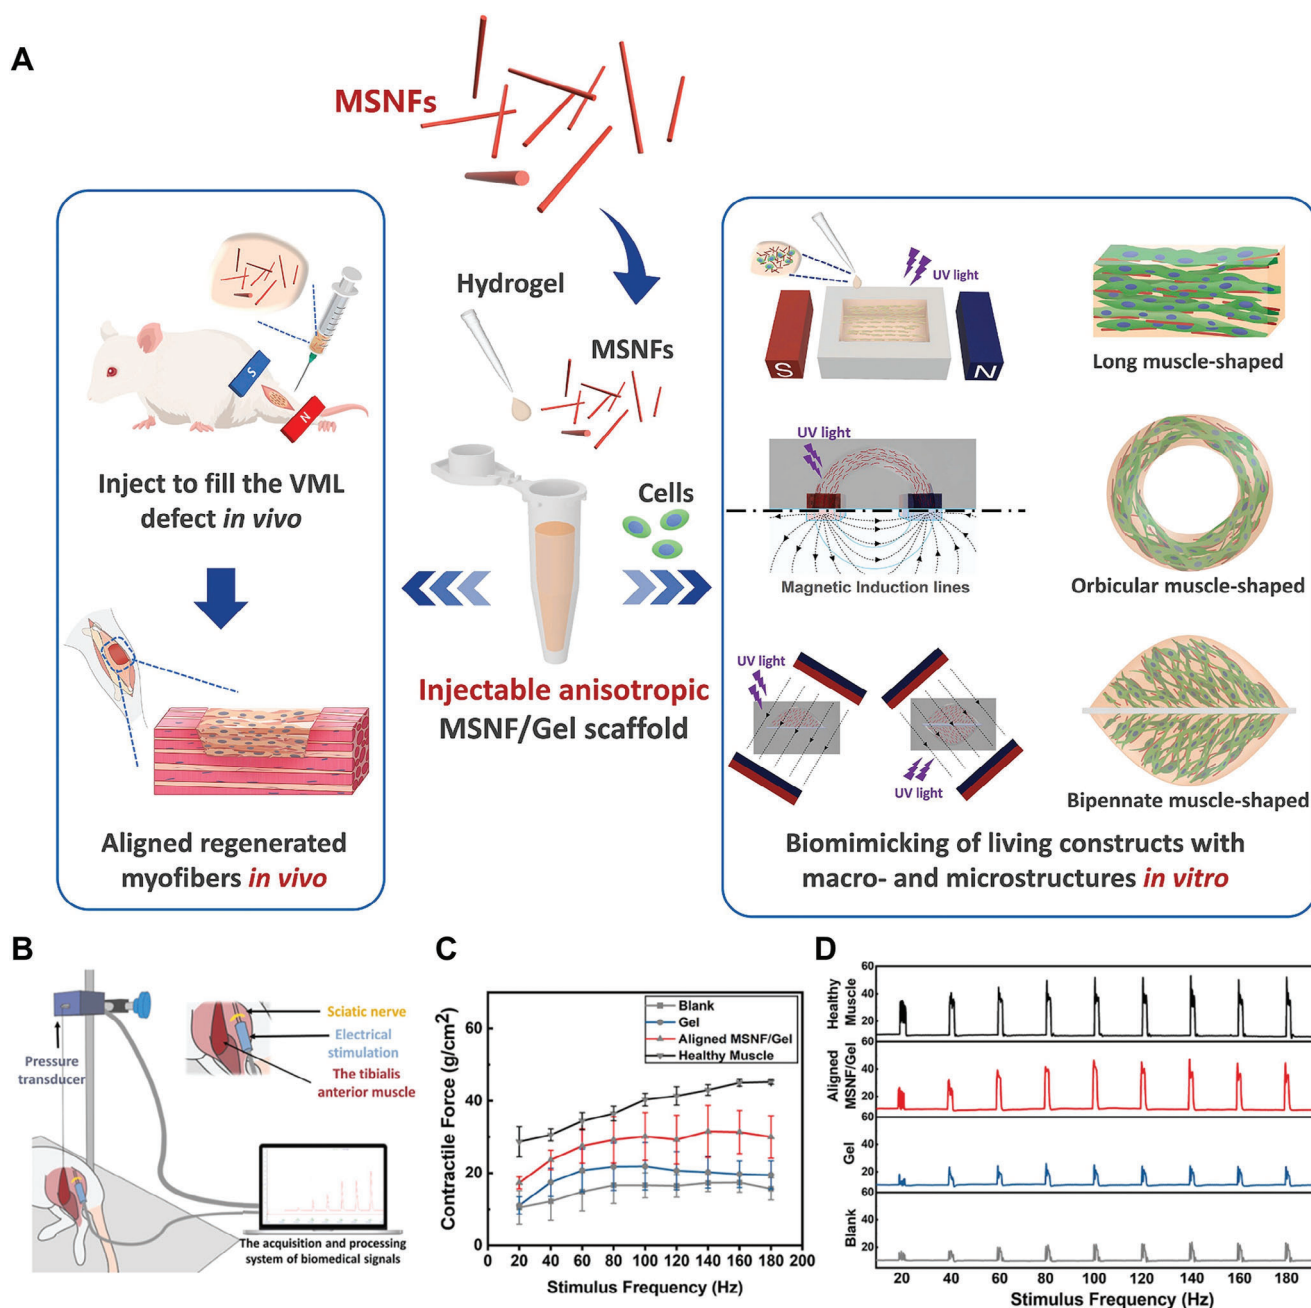 A
MSNFs
Hydrogel
MSNFs
Cells
Injectable anisotropic
MSNF/Gel scaffold
S
N
Inject to fill the VML
defect in vivo
Aligned regenerated
myofibers in vivo
UV light
S
N
Long muscle-shaped
UV light
Magnetic Induction lines
Orbicular muscle-shaped
UV light
UV light
Bipennate muscle-shaped
Biomimicking of living constructs with
macro- and microstructures in vitro
B
Pressure
transducer
Sciatic nerve
Electrical
stimulation
The tibialis
anterior muscle
The acquisition and processing
system of biomedical signals
C
Contractile Force (g/cm²)
60
40
20
0
Blank
Gel
Aligned MSNF/Gel
Healthy Muscle
0 20 40 60 80 100 120 140 160 180 200
Stimulus Frequency (Hz)
D
Healthy
Muscle
60
40
20
Aligned
MSNF/Gel
60
40
20
Gel
60
40
20
Blank
60
40
20
20 40 60 80 100 120 140 160 180
Stimulus Frequency (Hz)